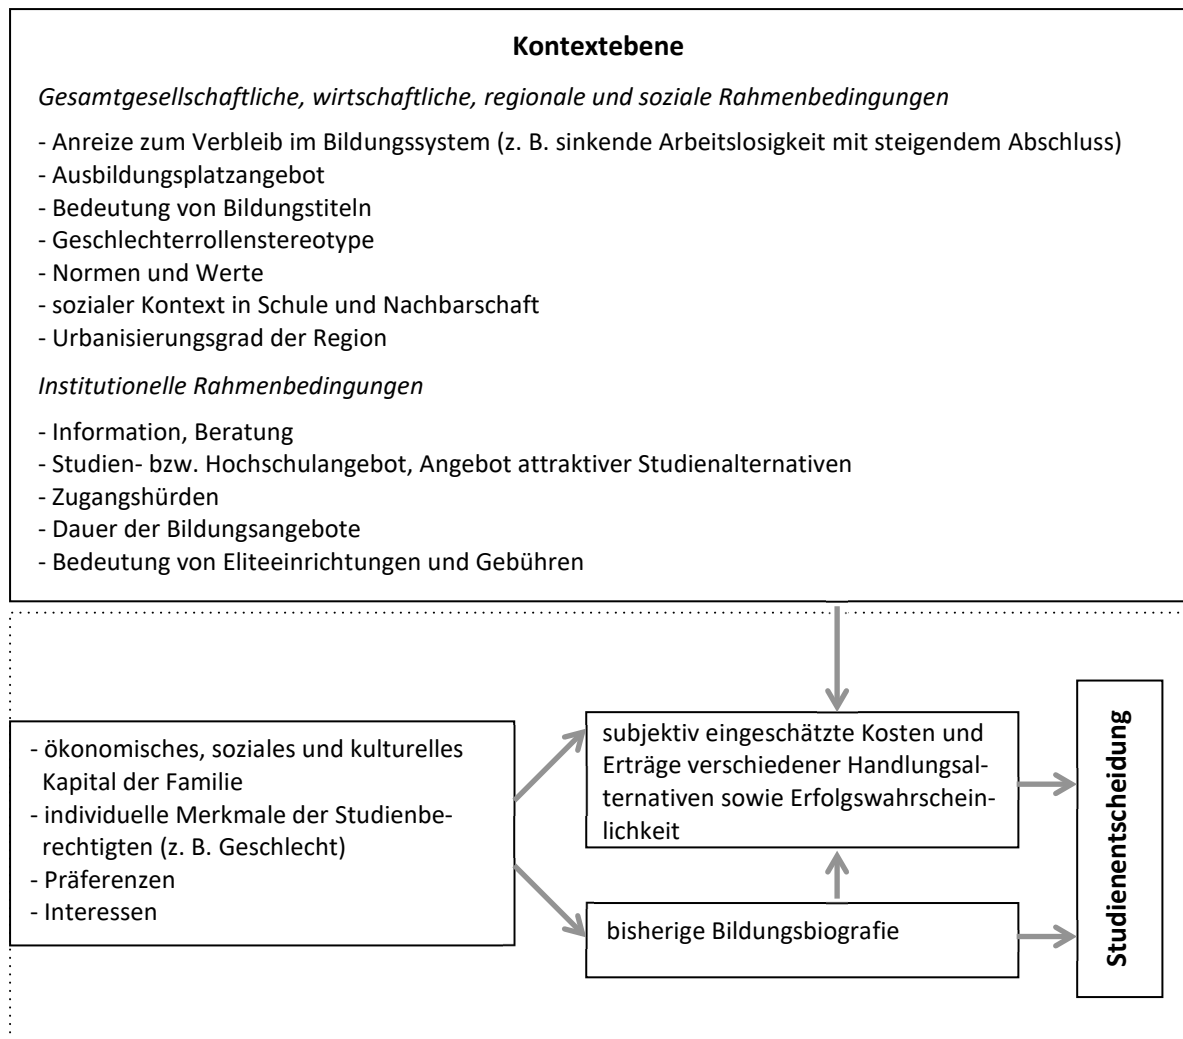 Kontextebene
Gesamtgesellschaftliche, wirtschaftliche, regionale und soziale Rahmenbedingungen
- Anreize zum Verbleib im Bildungssystem (z. B. sinkende Arbeitslosigkeit mit steigendem Abschluss)
- Ausbildungsplatzangebot
- Bedeutung von Bildungstiteln
- Geschlechterrollenstereotype
- Normen und Werte
- sozialer Kontext in Schule und Nachbarschaft
- Urbanisierungsgrad der Region
Institutionelle Rahmenbedingungen
- Information, Beratung
- Studien- bzw. Hochschulangebot, Angebot attraktiver Studienalternativen
- Zugangshürden
- Dauer der Bildungsangebote
- Bedeutung von Eliteeinrichtungen und Gebühren
- ökonomisches, soziales und kulturelles
Kapital der Familie
- individuelle Merkmale der Studienbe-
rechtigten (z. B. Geschlecht)
- Präferenzen
- Interessen
subjektiv eingeschätzte Kosten und
Erträge verschiedener Handlungsal-
ternativen sowie Erfolgswahrschein-
lichkeit
bisherige Bildungsbiografie
Studienentscheidung